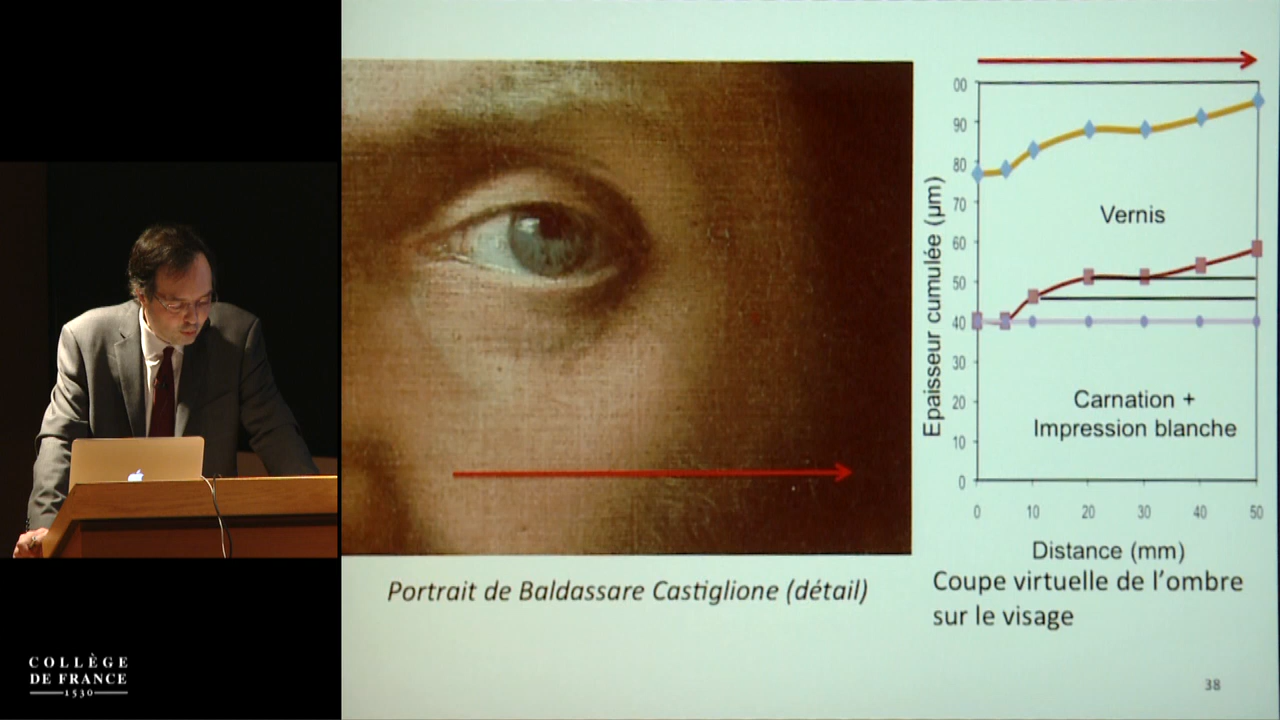 COLLÈGE
DE FRANCE
1530
Portrait de Baldassare Castiglione (détail)
Epaisseur cumulée (µm)
00
90
80
70
60
50
40
30
20
10
0
Vernis
Carnation +
Impression blanche
0 10 20 30 40 50
Distance (mm)
Coupe virtuelle de l’ombre
sur le visage
38